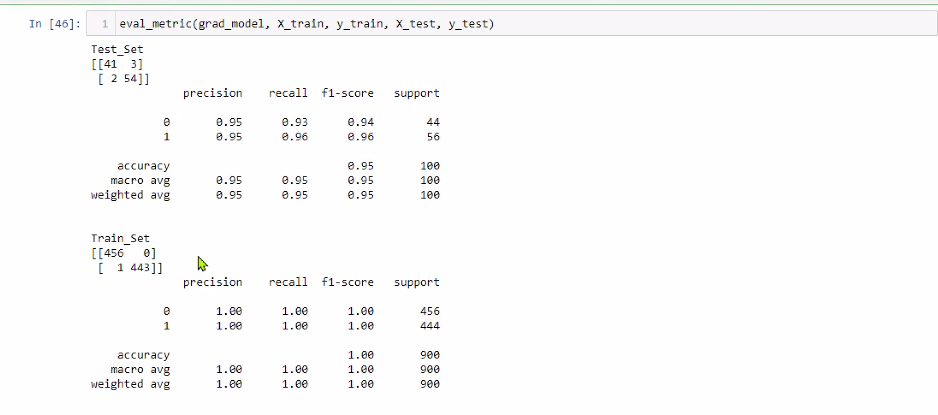 In [46]: 1 eval_metric(grad_model, X_train, y_train, X_test, y_test)
Test_Set
[[41 3]
[ 2 54]]
precision recall f1-score support
0 0.95 0.93 0.94 44
1 0.95 0.96 0.96 56
accuracy 0.95 100
macro avg 0.95 0.95 0.95 100
weighted avg 0.95 0.95 0.95 100
Train_Set
[[456 0]
[ 1 443]]
precision recall f1-score support
0 1.00 1.00 1.00 456
1 1.00 1.00 1.00 444
accuracy 1.00 900
macro avg 1.00 1.00 1.00 900
weighted avg 1.00 1.00 1.00 900